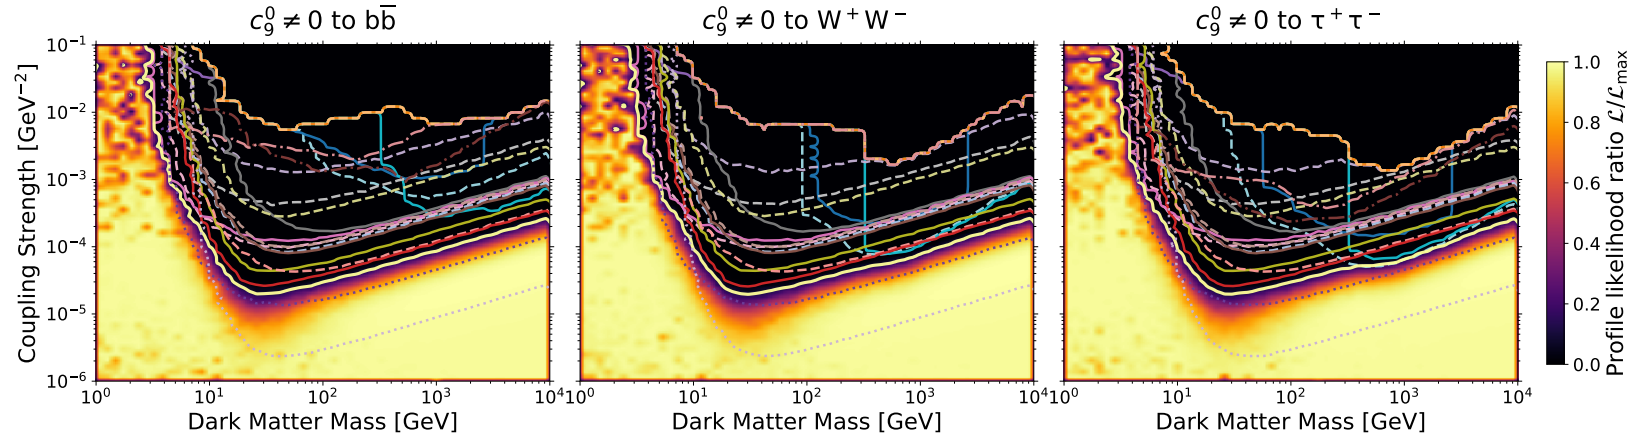 c₉⁰ ≠ 0 to bb̅
c₉⁰ ≠ 0 to W⁺W⁻
c₉⁰ ≠ 0 to τ⁺τ⁻
Coupling Strength [GeV⁻²]
10⁻¹
10⁻²
10⁻³
10⁻⁴
10⁻⁵
10⁻⁶
10⁰ 10¹ 10² 10³ 10⁴
10⁰ 10¹ 10² 10³ 10⁴
10⁰ 10¹ 10² 10³ 10⁴
Dark Matter Mass [GeV]
Dark Matter Mass [GeV]
Dark Matter Mass [GeV]
1.0
0.8
0.6
0.4
0.2
0.0
Profile likelihood ratio ℒ/ℒmax